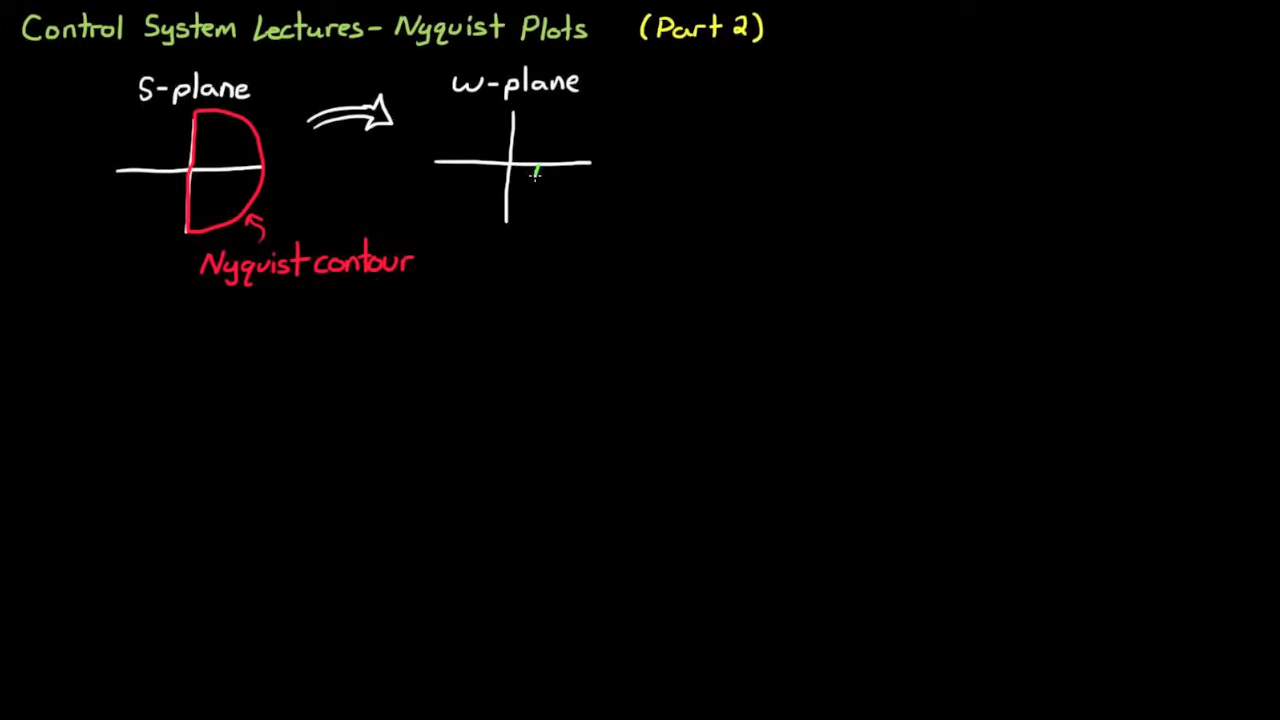 Control System Lectures- Nyquist Plots (Part 2)
S-plane
w-plane
Nyquist contour